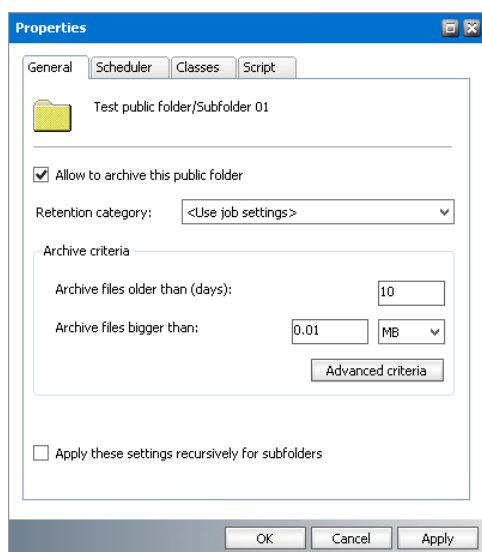 Properties
General Scheduler Classes Script
Test public folder/Subfolder 01
Allow to archive this public folder
Retention category: <Use job settings>
Archive criteria
Archive files older than (days): 10
Archive files bigger than: 0.01 MB
Advanced criteria
Apply these settings recursively for subfolders
OK Cancel Apply